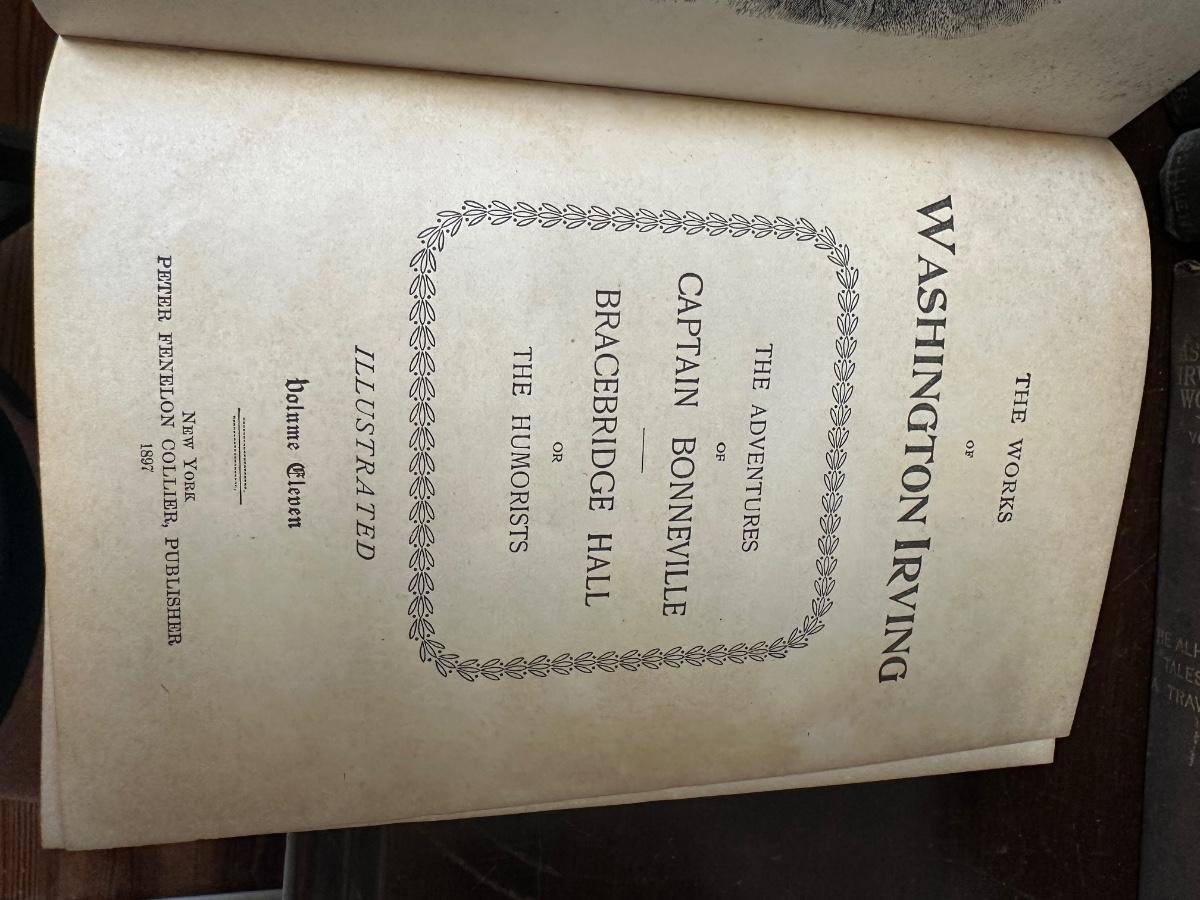 THE WORKS
OF
WASHINGTON IRVING
THE ADVENTURES
OF
CAPTAIN BONNEVILLE
BRACEBRIDGE HALL
OR
THE HUMORISTS
ILLUSTRATED
Volume Eleven
NEW YORK
PETER FENELON COLLIER, PUBLISHER
1897
TALES